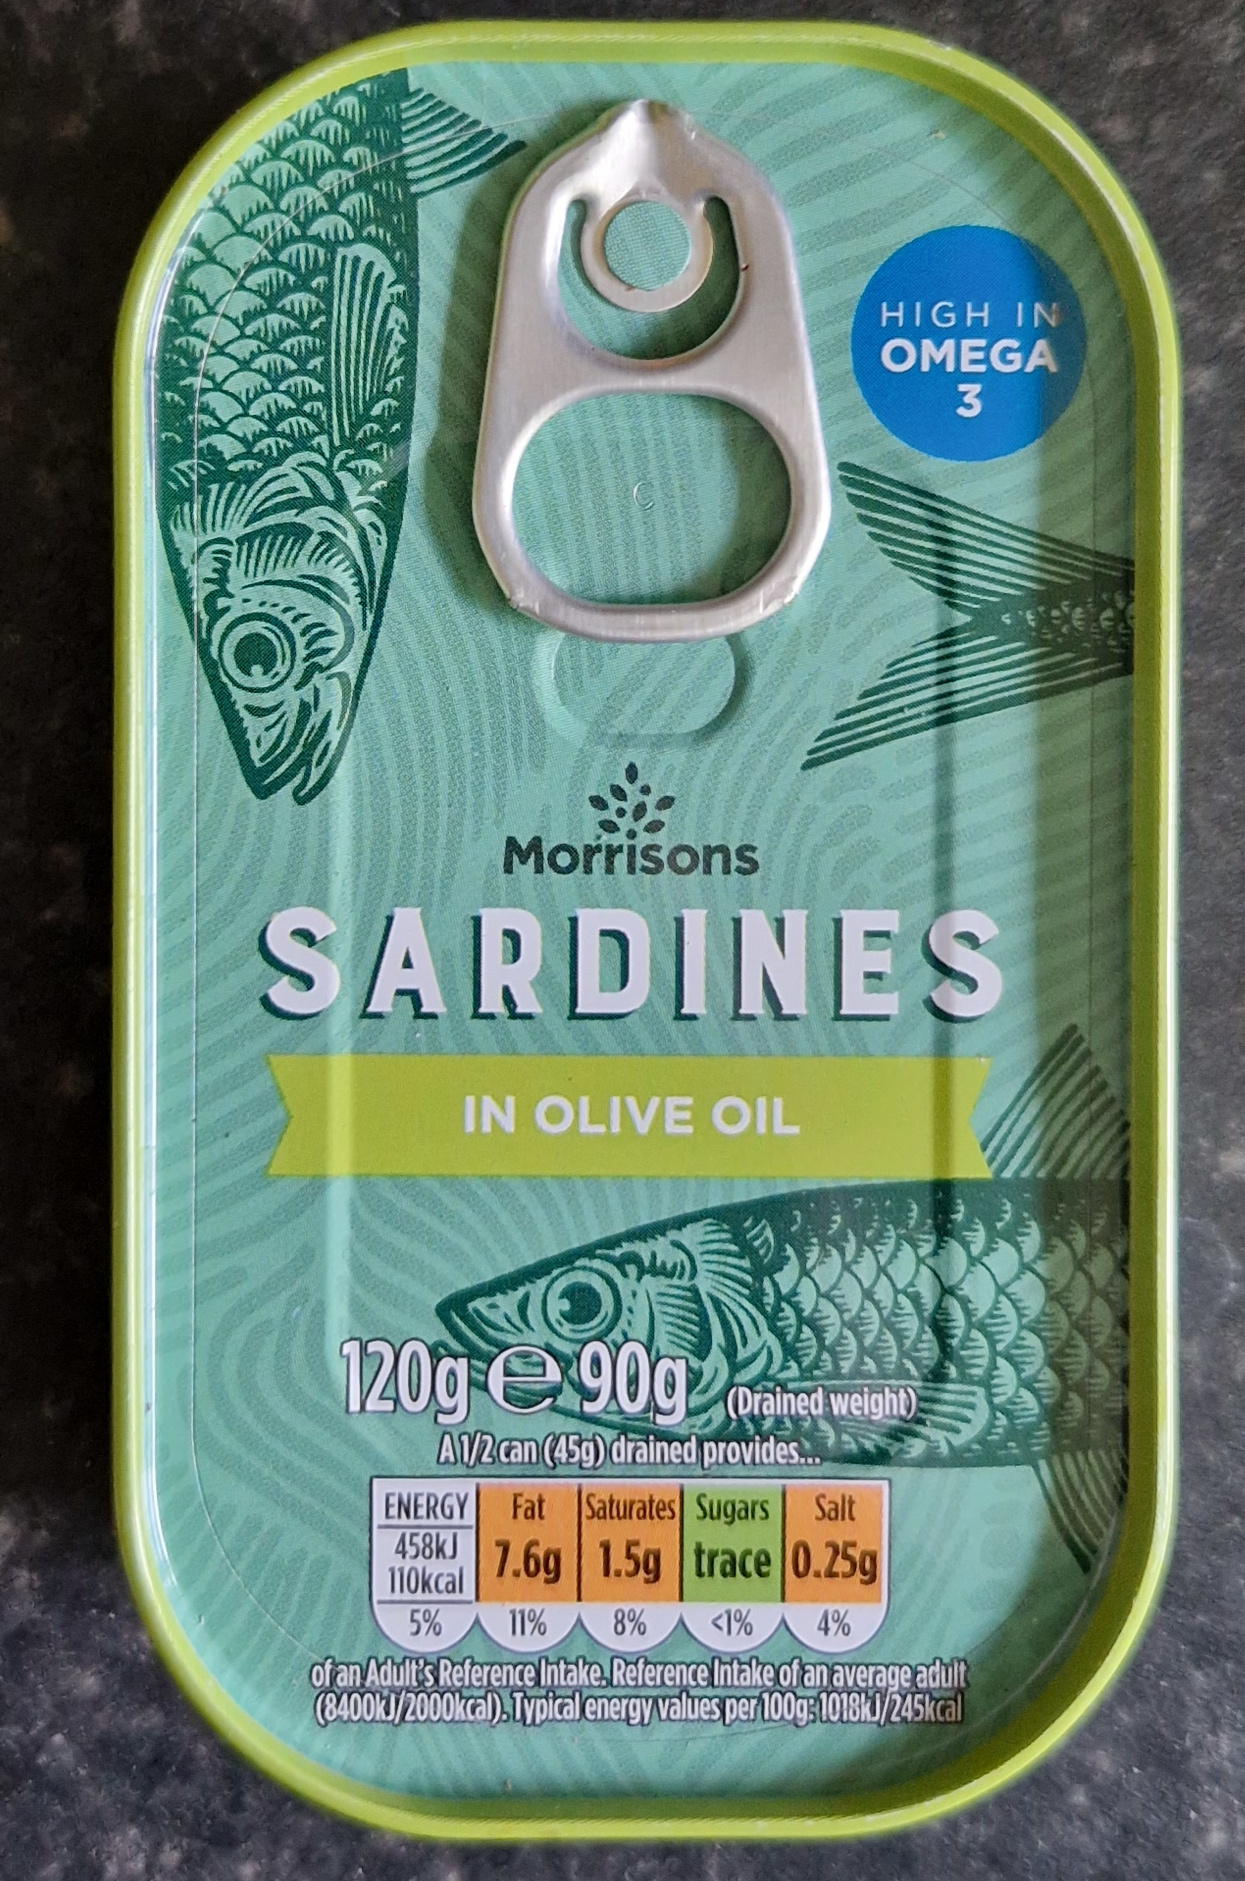 HIGH IN
OMEGA
3
Morrisons
SARDINES
IN OLIVE OIL
120g ℮ 90g (Drained weight)
A 1/2 can (45g) drained provides...
ENERGY Fat Saturates Sugars Salt
458kJ
110kcal 7.6g 1.5g trace 0.25g
5% 11% 8% <1% 4%
of an Adult's Reference Intake. Reference Intake of an average adult
(8400kJ/2000kcal). Typical energy values per 100g: 1018kJ/245kcal